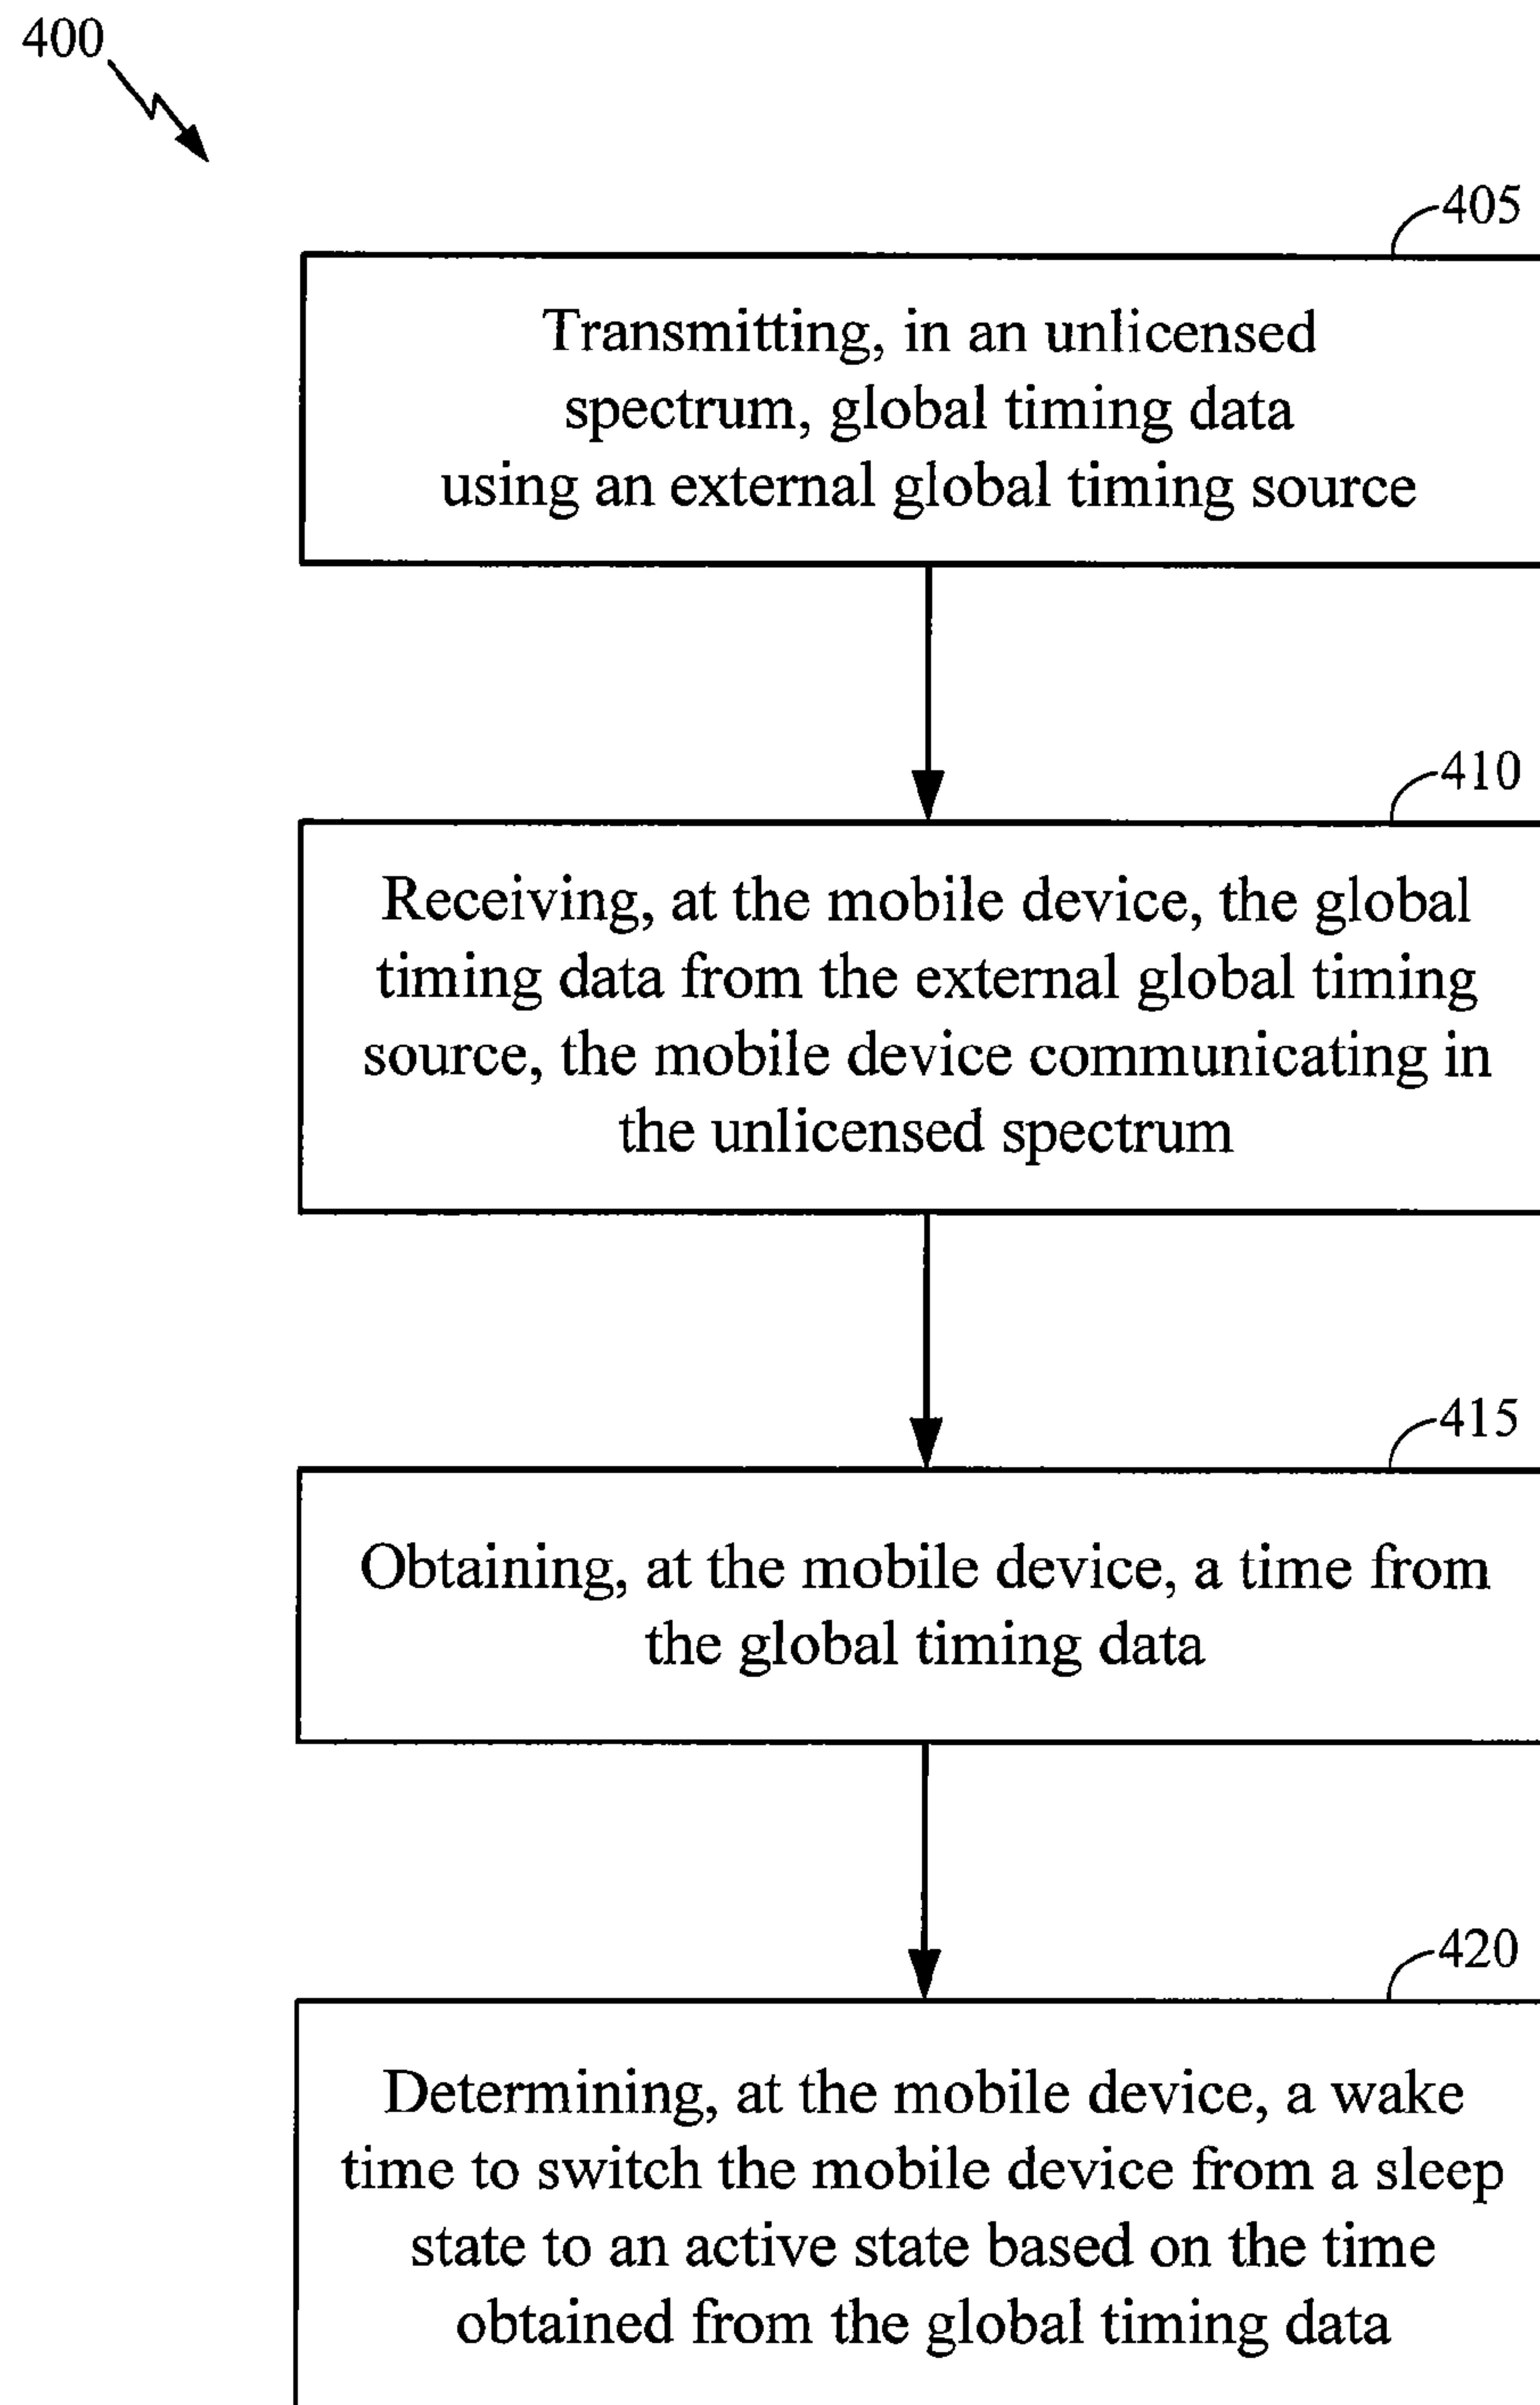 400
405
Transmitting, in an unlicensed
spectrum, global timing data
using an external global timing source
410
Receiving, at the mobile device, the global
timing data from the external global timing
source, the mobile device communicating in
the unlicensed spectrum
415
Obtaining, at the mobile device, a time from
the global timing data
420
Determining, at the mobile device, a wake
time to switch the mobile device from a sleep
state to an active state based on the time
obtained from the global timing data